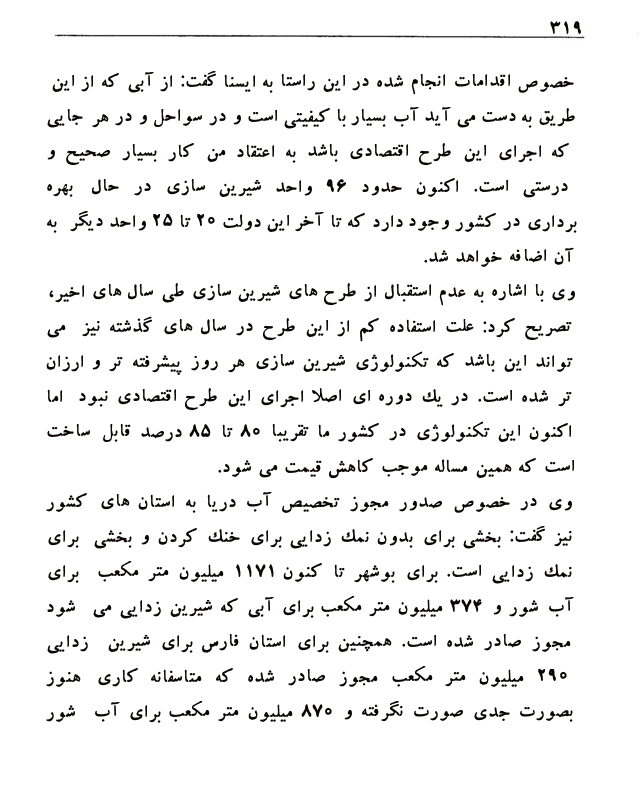 ۳۱۹
خصوص اقدامات انجام شده در این راستا به ایسنا گفت: از آبی که از این
طریق به دست می آید آب بسیار با کیفیتی است و در سواحل و در هر جایی
که اجرای این طرح اقتصادی باشد به اعتقاد من کار بسیار صحیح و
درستی است. اکنون حدود ۹۶ واحد شیرین سازی در حال بهره
برداری در کشور وجود دارد که تا آخر این دولت ۲۰ تا ۲۵ واحد دیگر به
آن اضافه خواهد شد.
وی با اشاره به عدم استقبال از طرح های شیرین سازی طی سال های اخیر،
تصریح کرد: علت استفاده کم از این طرح در سال های گذشته نیز می
تواند این باشد که تکنولوژی شیرین سازی هر روز پیشرفته تر و ارزان
تر شده است. در یك دوره ای اصلا اجرای این طرح اقتصادی نبود اما
اکنون این تکنولوژی در کشور ما تقریبا ۸۰ تا ۸۵ درصد قابل ساخت
است که همین مساله موجب کاهش قیمت می شود.
وی در خصوص صدور مجوز تخصیص آب دریا به استان های کشور
نیز گفت: بخشی برای بدون نمك زدایی برای خنك کردن و بخشی برای
نمك زدایی است. برای بوشهر تا کنون ۱۱۷۱ میلیون متر مکعب برای
آب شور و ۳۷۴ میلیون متر مکعب برای آبی که شیرین زدایی می شود
مجوز صادر شده است. همچنین برای استان فارس برای شیرین زدایی
۲۹۰ میلیون متر مکعب مجوز صادر شده که متاسفانه کاری هنوز
بصورت جدی صورت نگرفته و ۸۷۰ میلیون متر مکعب برای آب شور